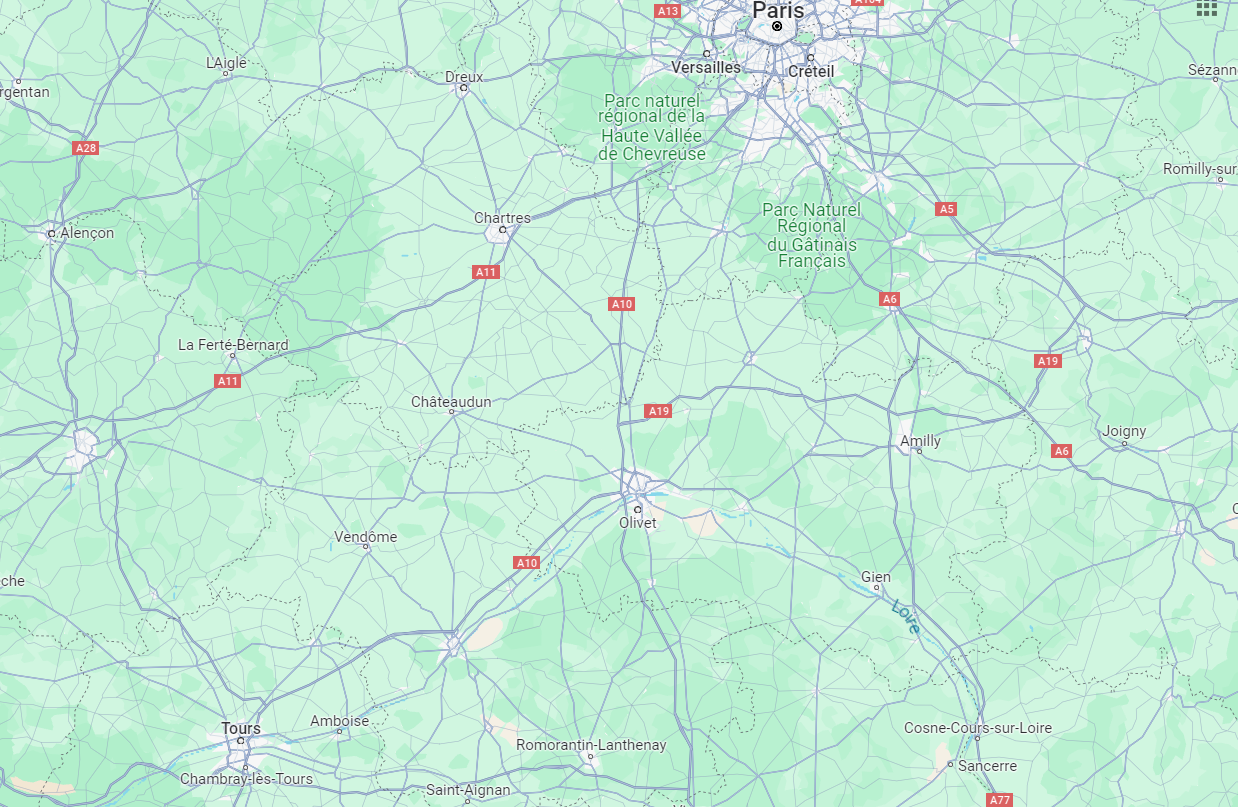 Paris
A13
A104
Versailles
Créteil
L'Aigle
Dreux
Sézann
rgentan
Parc naturel
régional de la
Haute Vallée
de Chevreuse
A28
Romilly-sur
Chartres
Parc Naturel
Régional
du Gâtinais
Français
A5
Alençon
A11
A10
A6
La Ferté-Bernard
A11
A19
Châteaudun
A19
Amilly
Joigny
A6
Olivet
Vendôme
A10
che
Gien
Loire
Tours
Amboise
Cosne-Cours-sur-Loire
Romorantin-Lanthenay
Sancerre
Chambray-lès-Tours
Saint-Aignan
A77